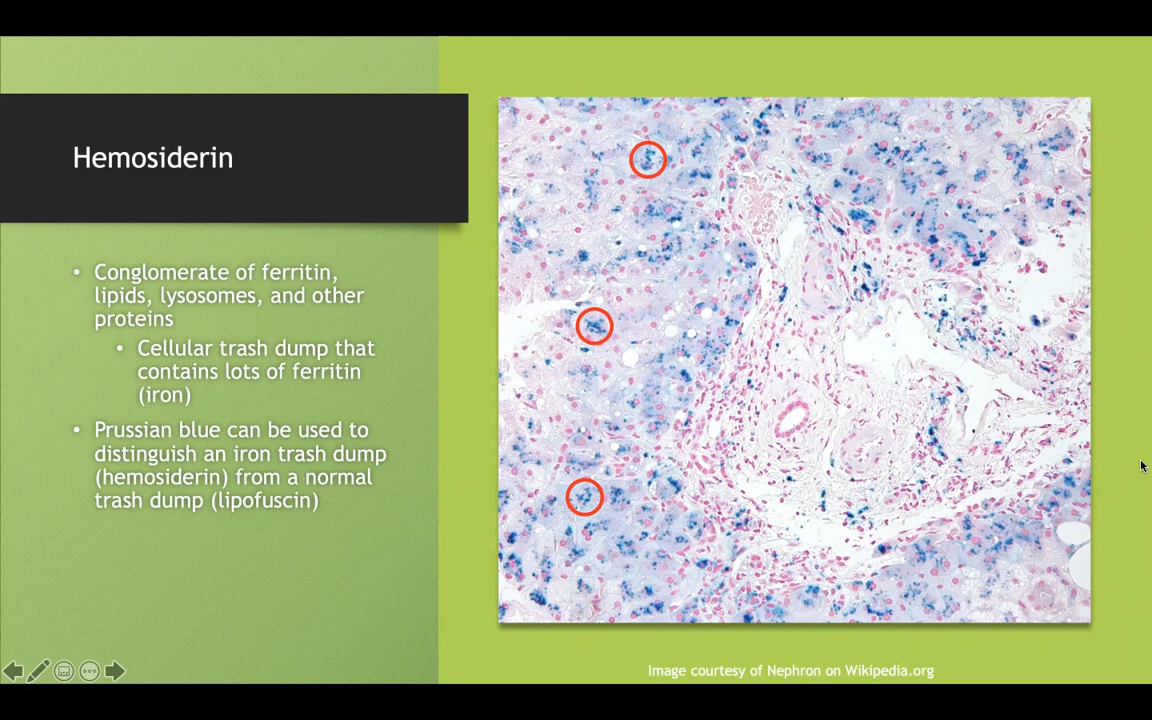 Hemosiderin
• Conglomerate of ferritin,
lipids, lysosomes, and other
proteins
• Cellular trash dump that
contains lots of ferritin
(iron)
• Prussian blue can be used to
distinguish an iron trash dump
(hemosiderin) from a normal
trash dump (lipofuscin)
Image courtesy of Nephron on Wikipedia.org